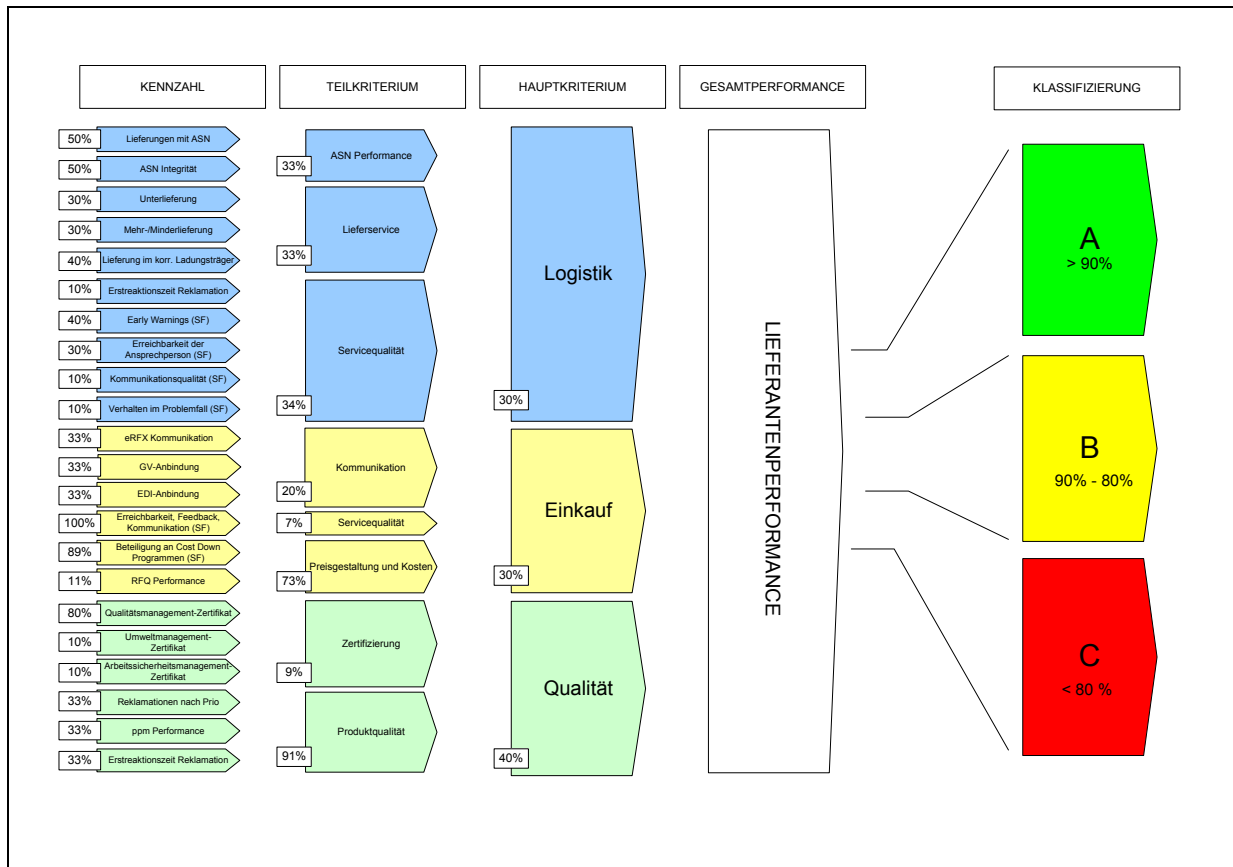 KENNZAHL
TEILKRITERIUM
HAUPTKRITERIUM
GESAMTPERFORMANCE
KLASSIFIZIERUNG
50%
Lieferungen mit ASN
50%
ASN Integrität
30%
Unterlieferung
30%
Mehr-/Minderlieferung
40%
Lieferung im korr. Ladungsträger
10%
Erstreaktionszeit Reklamation
40%
Early Warnings (SF)
30%
Erreichbarkeit der
Ansprechperson (SF)
10%
Kommunikationsqualität (SF)
10%
Verhalten im Problemfall (SF)
33%
eRFX Kommunikation
33%
GV-Anbindung
33%
EDI-Anbindung
100%
Erreichbarkeit, Feedback,
Kommunikation (SF)
89%
Beteiligung an Cost Down
Programmen (SF)
11%
RFQ Performance
80%
Qualitätsmanagement-Zertifikat
10%
Umweltmanagement-
Zertifikat
10%
Arbeitssicherheitsmanagement-
Zertifikat
33%
Reklamationen nach Prio
33%
ppm Performance
33%
Erstreaktionszeit Reklamation
ASN Performance
33%
Lieferservice
33%
Servicequalität
34%
Kommunikation
20%
7%
Servicequalität
Preisgestaltung und Kosten
73%
Zertifizierung
9%
Produktqualität
91%
Logistik
30%
Einkauf
30%
Qualität
40%
LIEFERANTENPERFORMANCE
A
> 90%
B
90% - 80%
C
< 80 %